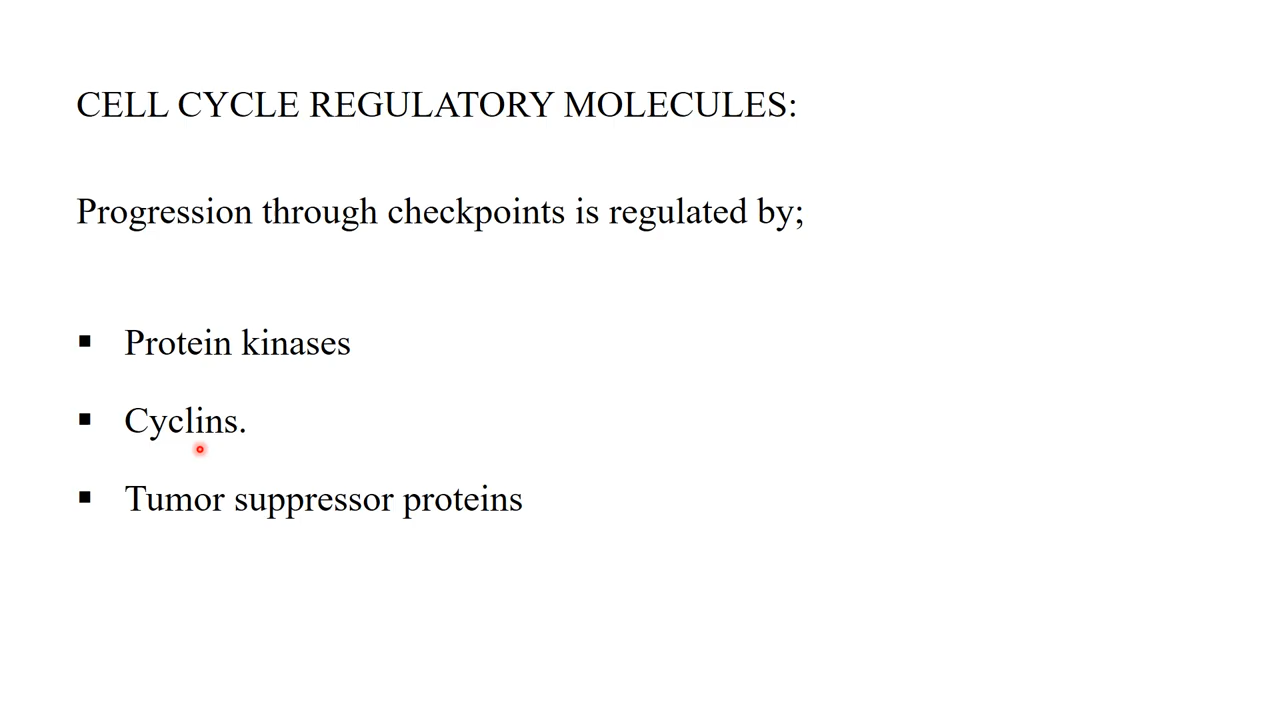 CELL CYCLE REGULATORY MOLECULES:
Progression through checkpoints is regulated by;
▪ Protein kinases
▪ Cyclins.
▪ Tumor suppressor proteins